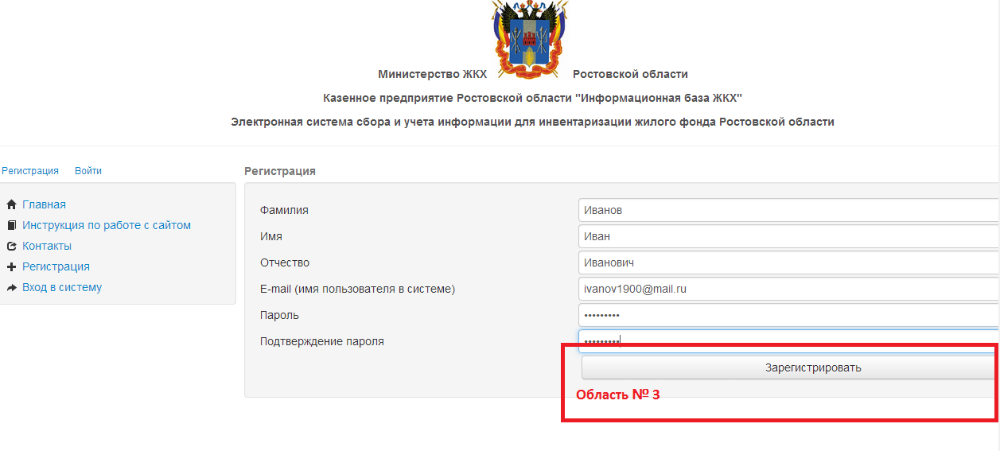 Министерство ЖКХ Ростовской области
Казенное предприятие Ростовской области "Информационная база ЖКХ"
Электронная система сбора и учета информации для инвентаризации жилого фонда Ростовской области
Регистрация Войти
Главная
Инструкция по работе с сайтом
Контакты
Регистрация
Вход в систему
Регистрация
Фамилия Иванов
Имя Иван
Отчество Иванович
E-mail (имя пользователя в системе) ivanov1900@mail.ru
Пароль •••••••••
Подтверждение пароля •••••••••
Зарегистрировать
Область № 3